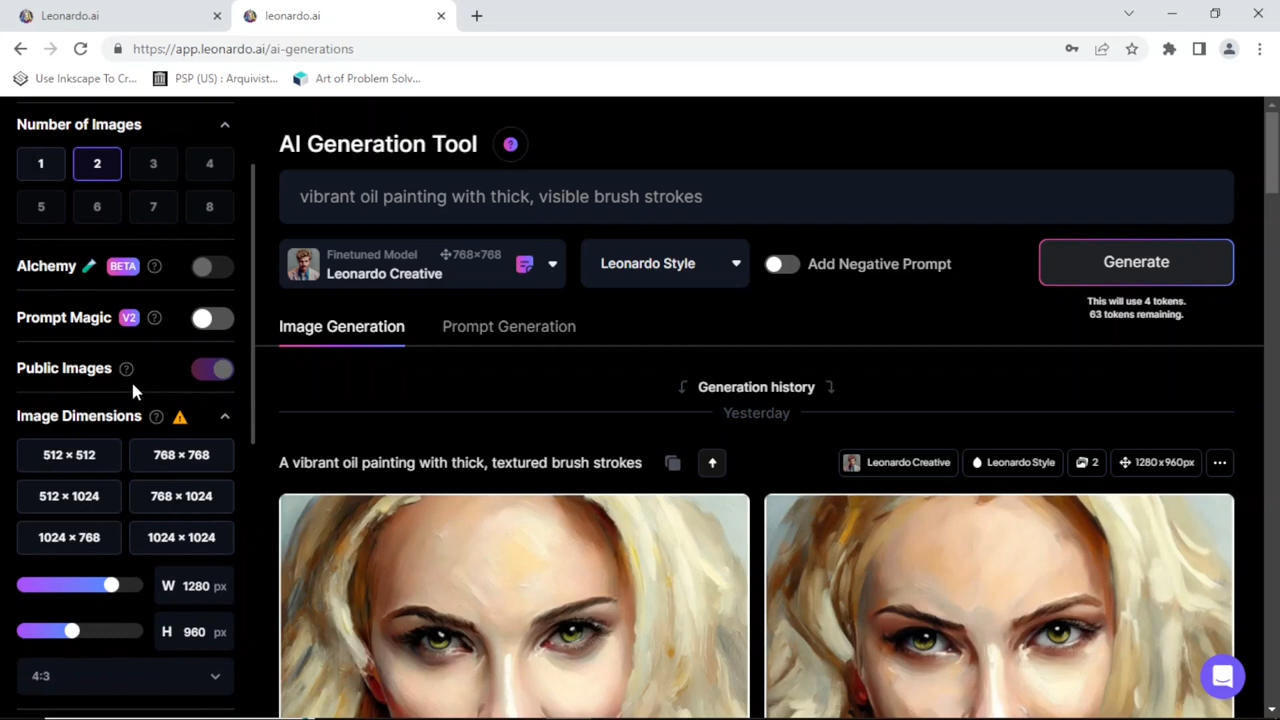 Leonardo.ai
leonardo.ai
https://app.leonardo.ai/ai-generations
Use Inkscape To Cr...
PSP (US) : Arquivist...
Art of Problem Solv...
Number of Images
1
2
3
4
5
6
7
8
Alchemy BETA ?
Prompt Magic V2 ?
Public Images ?
Image Dimensions ?
512 × 512
768 × 768
512 × 1024
768 × 1024
1024 × 768
1024 × 1024
W 1280 px
H 960 px
4:3
AI Generation Tool ?
vibrant oil painting with thick, visible brush strokes
Finetuned Model 768×768
Leonardo Creative
Leonardo Style
Add Negative Prompt
Generate
This will use 4 tokens.
63 tokens remaining.
Image Generation
Prompt Generation
Generation history
Yesterday
A vibrant oil painting with thick, textured brush strokes
Leonardo Creative
Leonardo Style
2
1280x960px